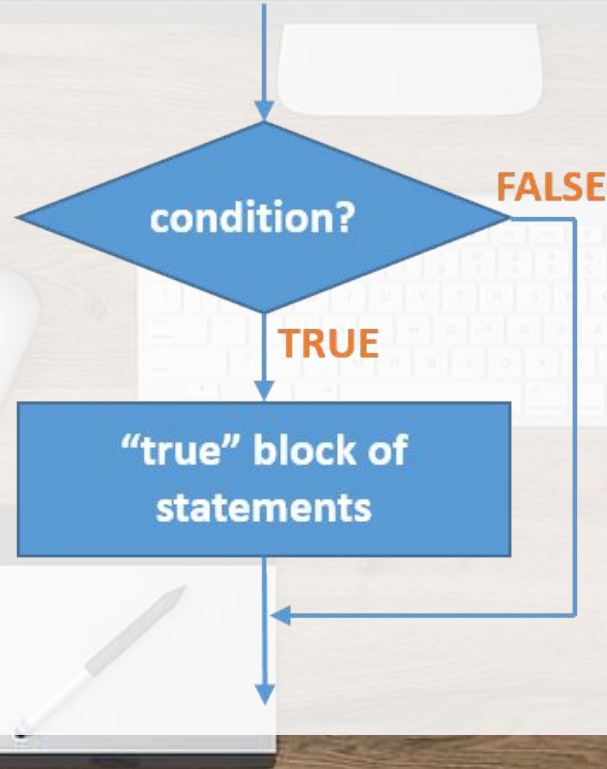 condition?
FALSE
TRUE
“true” block of
statements